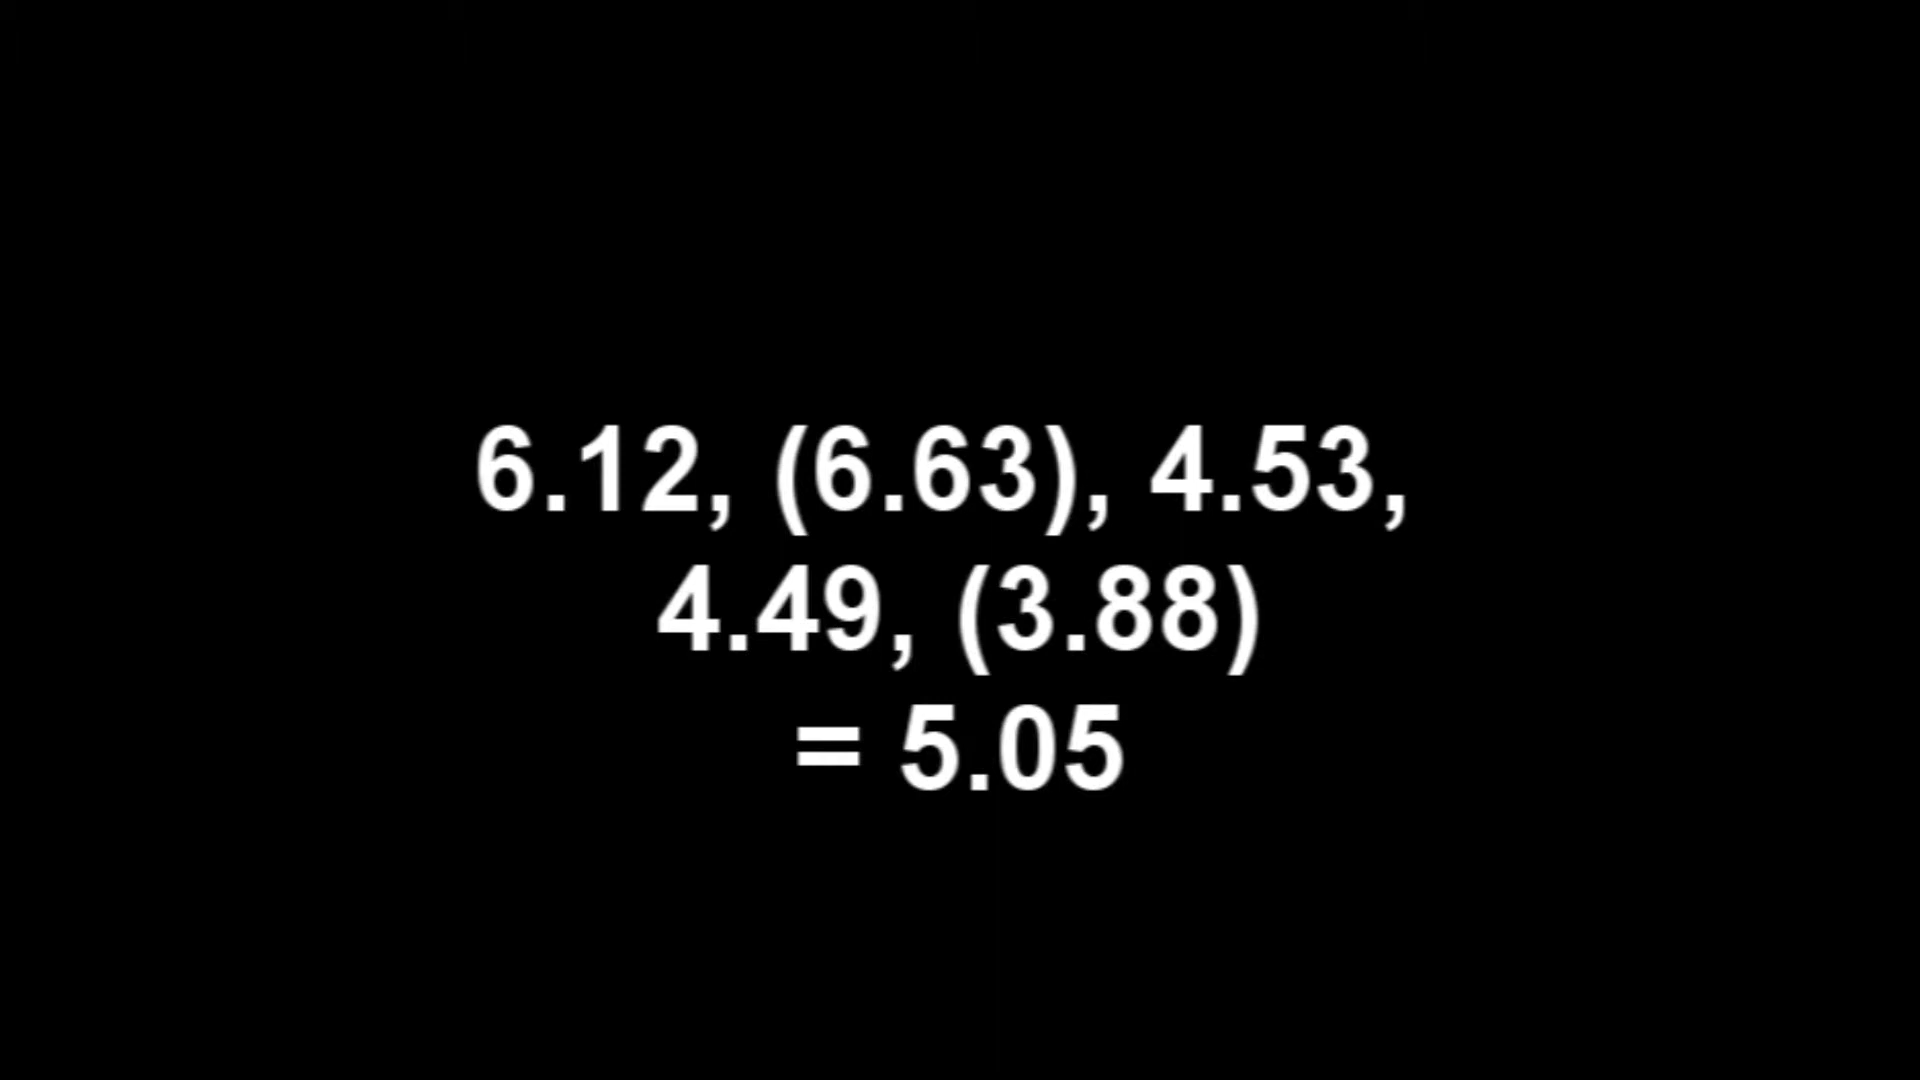 6.12, (6.63), 4.53,
4.49, (3.88)
= 5.05